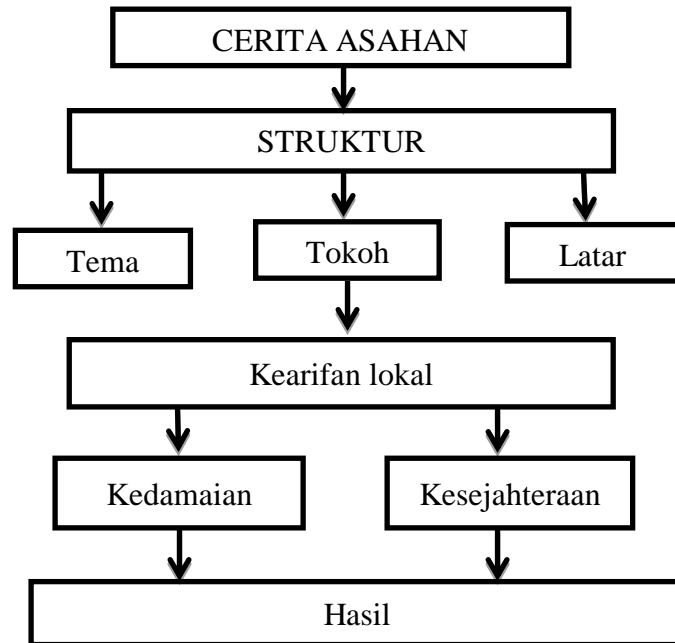 CERITA ASAHAN
STRUKTUR
Tema
Tokoh
Latar
Kearifan lokal
Kedamaian
Kesejahteraan
Hasil